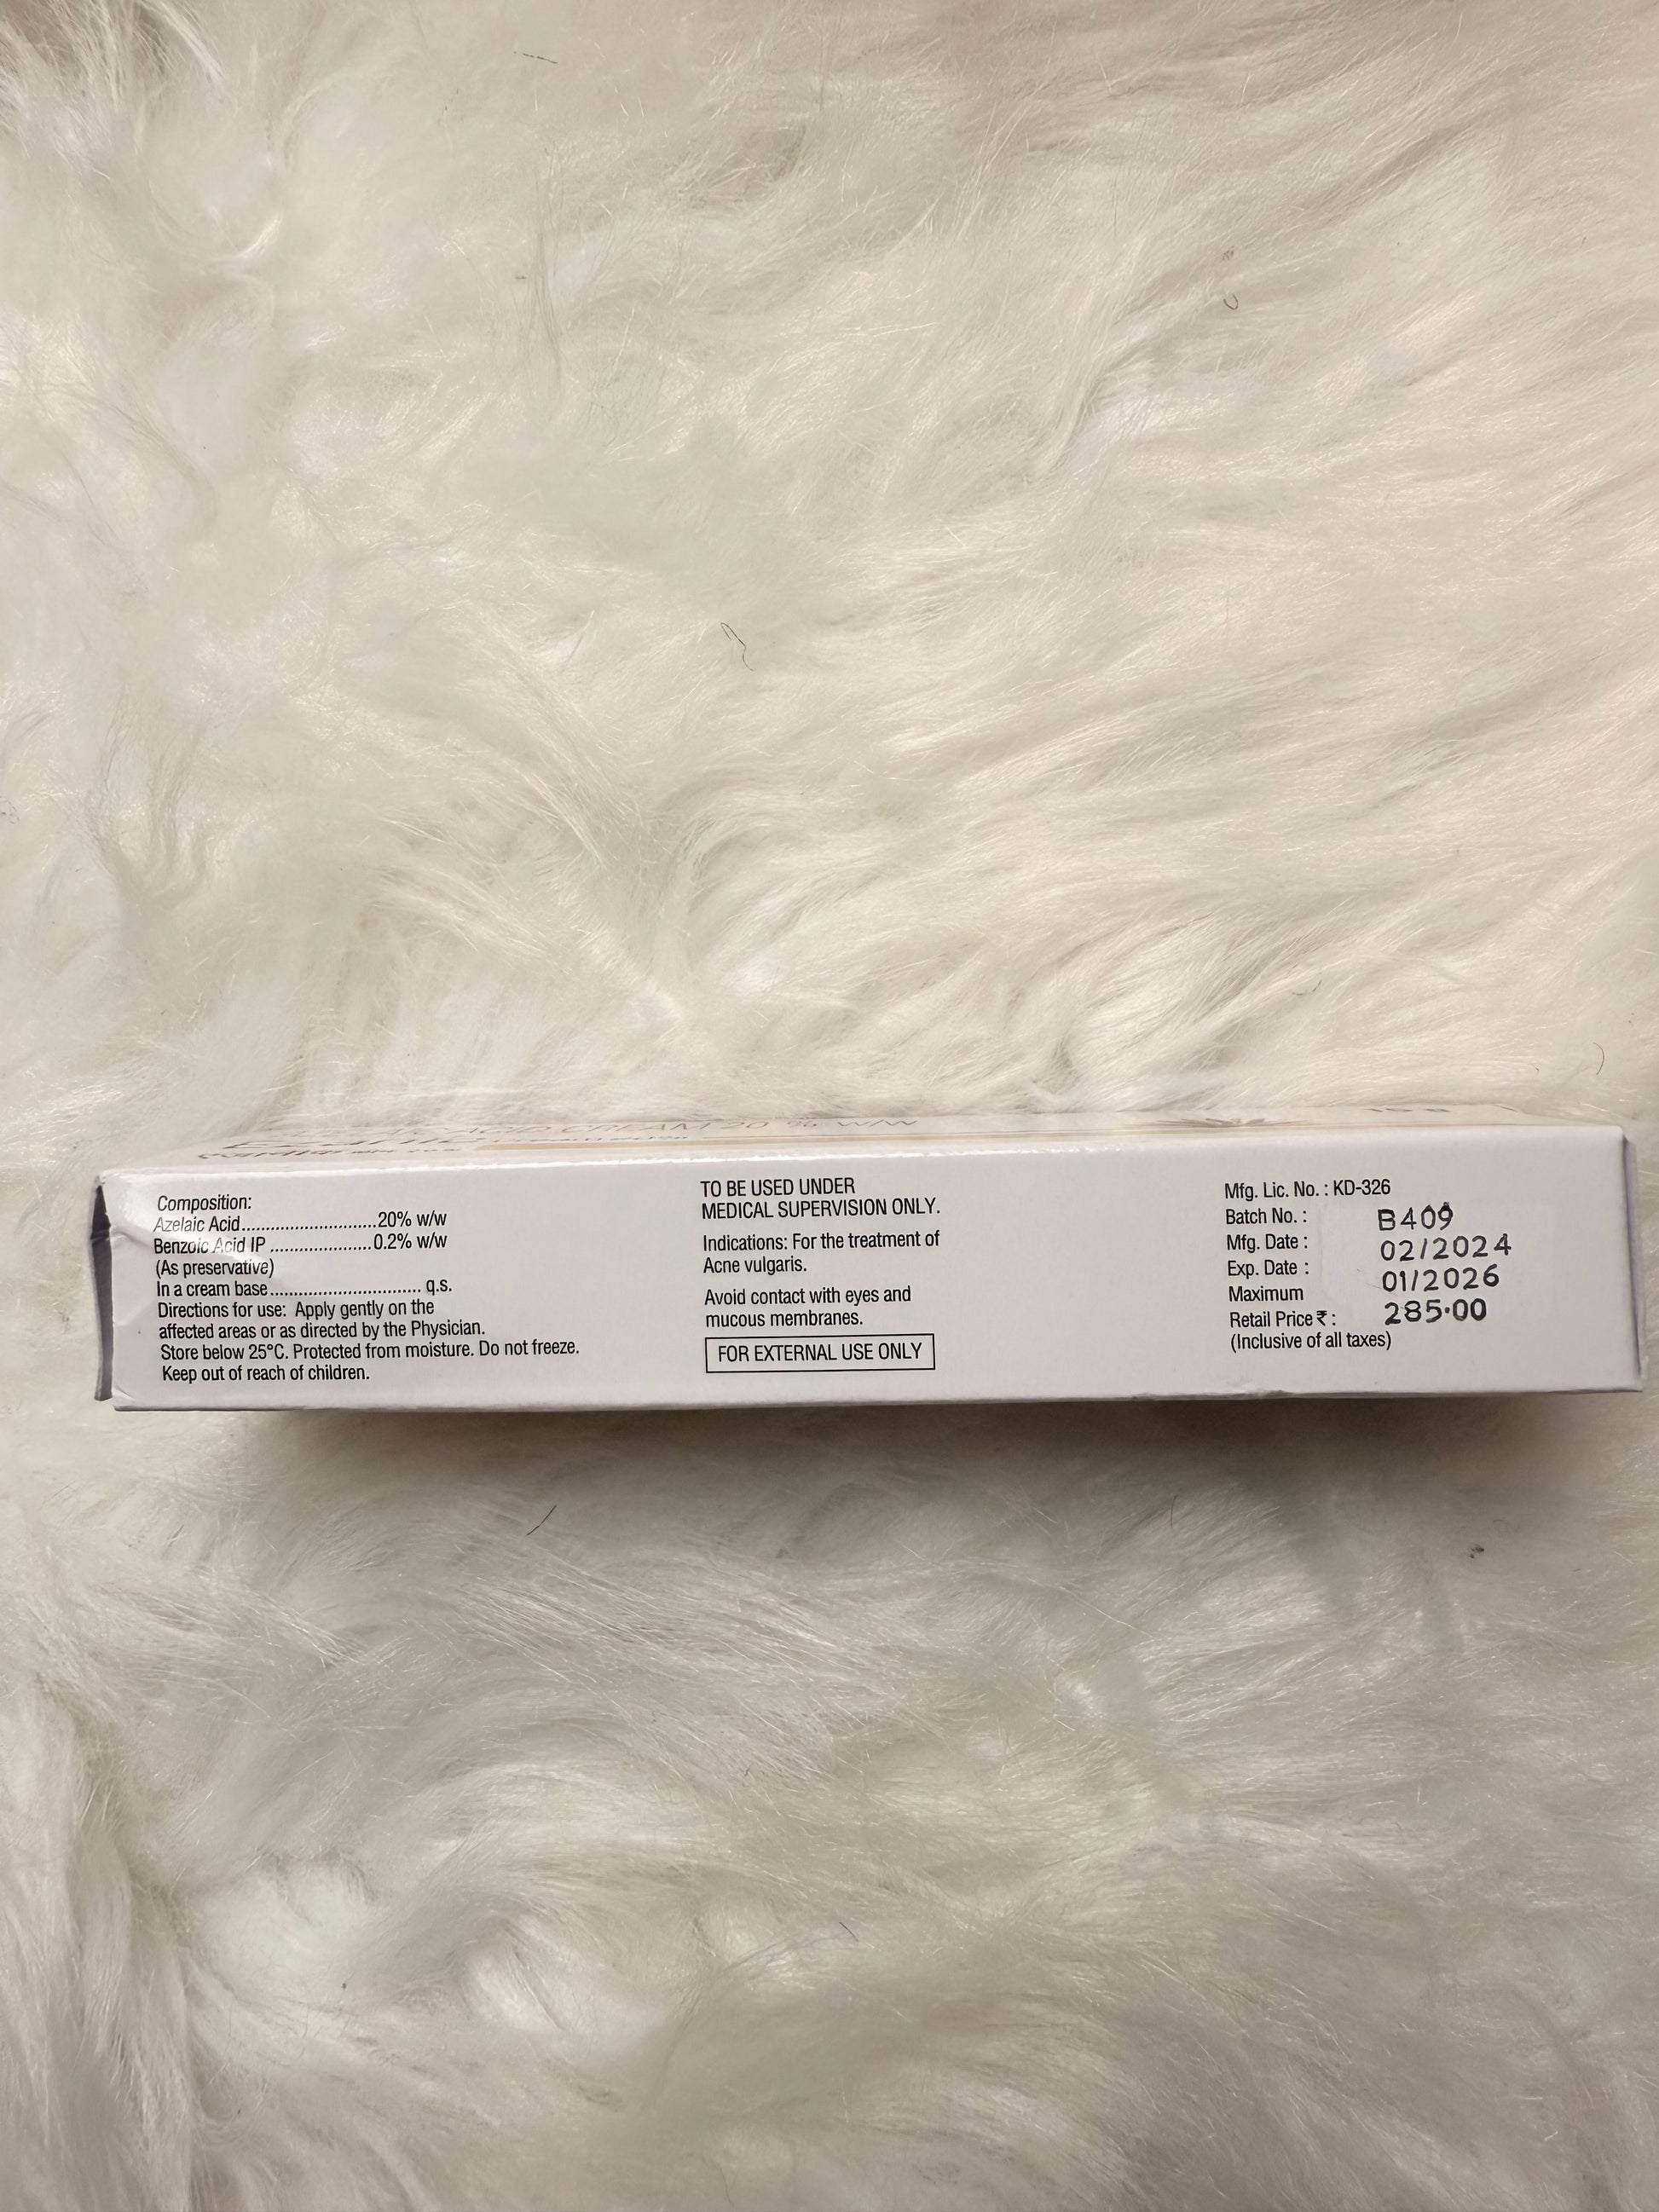 ACID CREAM 20 % w/w
Composition:
Azelaic Acid............................20% w/w
Benzoic Acid IP .....................0.2% w/w
(As preservative)
In a cream base............................... q.s.
Directions for use: Apply gently on the
affected areas or as directed by the Physician.
Store below 25°C. Protected from moisture. Do not freeze.
Keep out of reach of children.
TO BE USED UNDER
MEDICAL SUPERVISION ONLY.
Indications: For the treatment of
Acne vulgaris.
Avoid contact with eyes and
mucous membranes.
FOR EXTERNAL USE ONLY
Mfg. Lic. No. : KD-326
Batch No. : B409
Mfg. Date : 02/2024
Exp. Date : 01/2026
Maximum
Retail Price ₹ : 285.00
(Inclusive of all taxes)